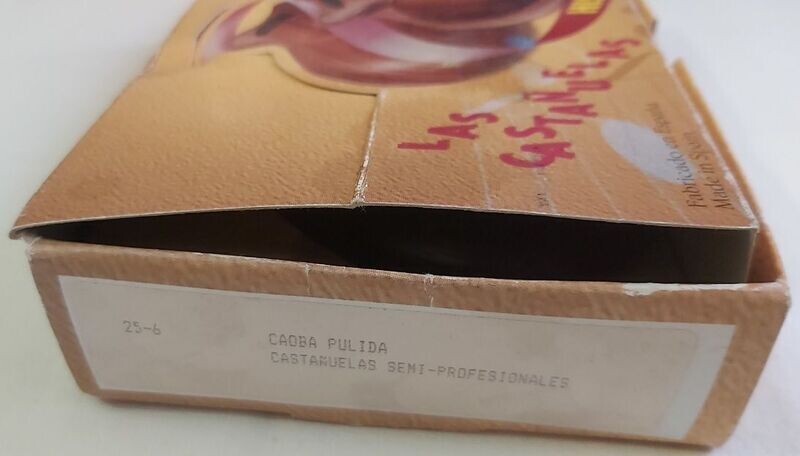 LAS
CASTAÑUELAS
Fabricado en España
Made in Spain
25-6
CAOBA PULIDA
CASTAÑUELAS SEMI-PROFESIONALES